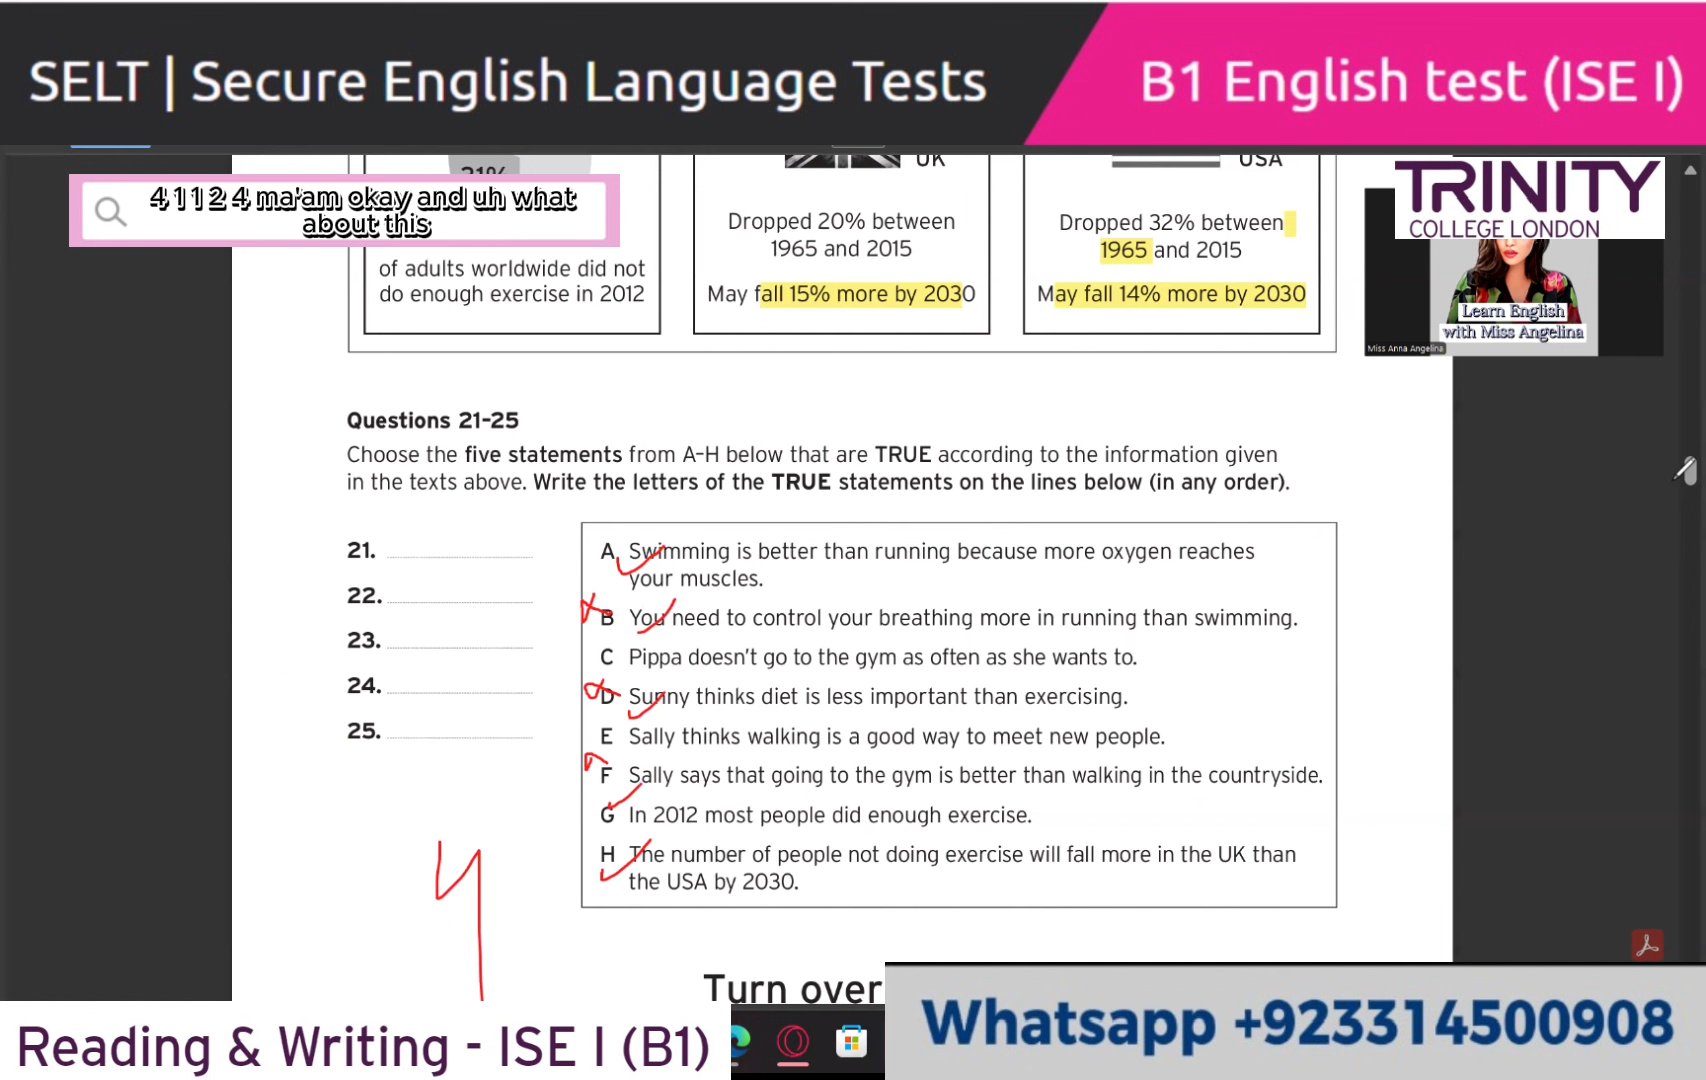 SELT | Secure English Language Tests
B1 English test (ISE I)
4 1 1 2 4 ma'am okay and uh what
about this
of adults worldwide did not
do enough exercise in 2012
UK
Dropped 20% between
1965 and 2015
May fall 15% more by 2030
USA
Dropped 32% between
1965 and 2015
May fall 14% more by 2030
TRINITY
COLLEGE LONDON
Learn English
with Miss Angelina
Miss Anna Angelina
Questions 21-25
Choose the five statements from A-H below that are TRUE according to the information given
in the texts above. Write the letters of the TRUE statements on the lines below (in any order).
21.
22.
23.
24.
25.
A Swimming is better than running because more oxygen reaches
your muscles.
B You need to control your breathing more in running than swimming.
C Pippa doesn't go to the gym as often as she wants to.
D Sunny thinks diet is less important than exercising.
E Sally thinks walking is a good way to meet new people.
F Sally says that going to the gym is better than walking in the countryside.
G In 2012 most people did enough exercise.
H The number of people not doing exercise will fall more in the UK than
the USA by 2030.
4
Turn over
Reading & Writing - ISE I (B1)
Whatsapp +923314500908